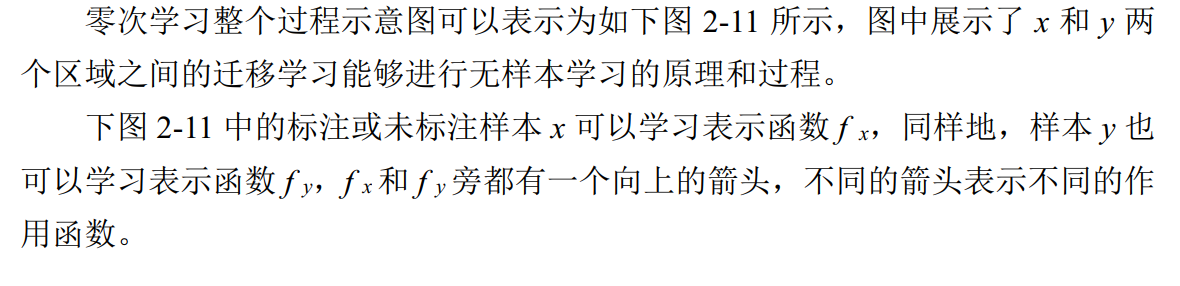 零次学习整个过程示意图可以表示为如下图 2-11 所示，图中展示了 x 和 y 两
个区域之间的迁移学习能够进行无样本学习的原理和过程。
下图 2-11 中的标注或未标注样本 x 可以学习表示函数 f x，同样地，样本 y 也
可以学习表示函数 f y，f x 和 f y 旁都有一个向上的箭头，不同的箭头表示不同的作
用函数。